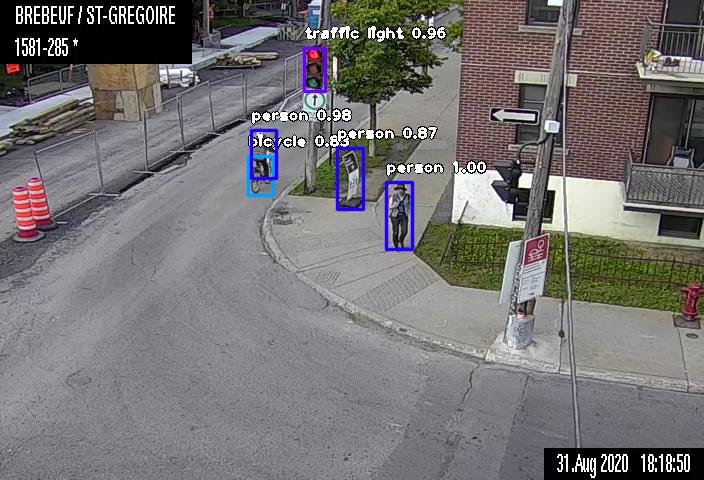 BREBEUF / ST-GREGOIRE
1581-285 *
traffic light 0.96
person 0.98
bicycle 0.83
person 0.87
person 1.00
31.Aug 2020 18:18:50